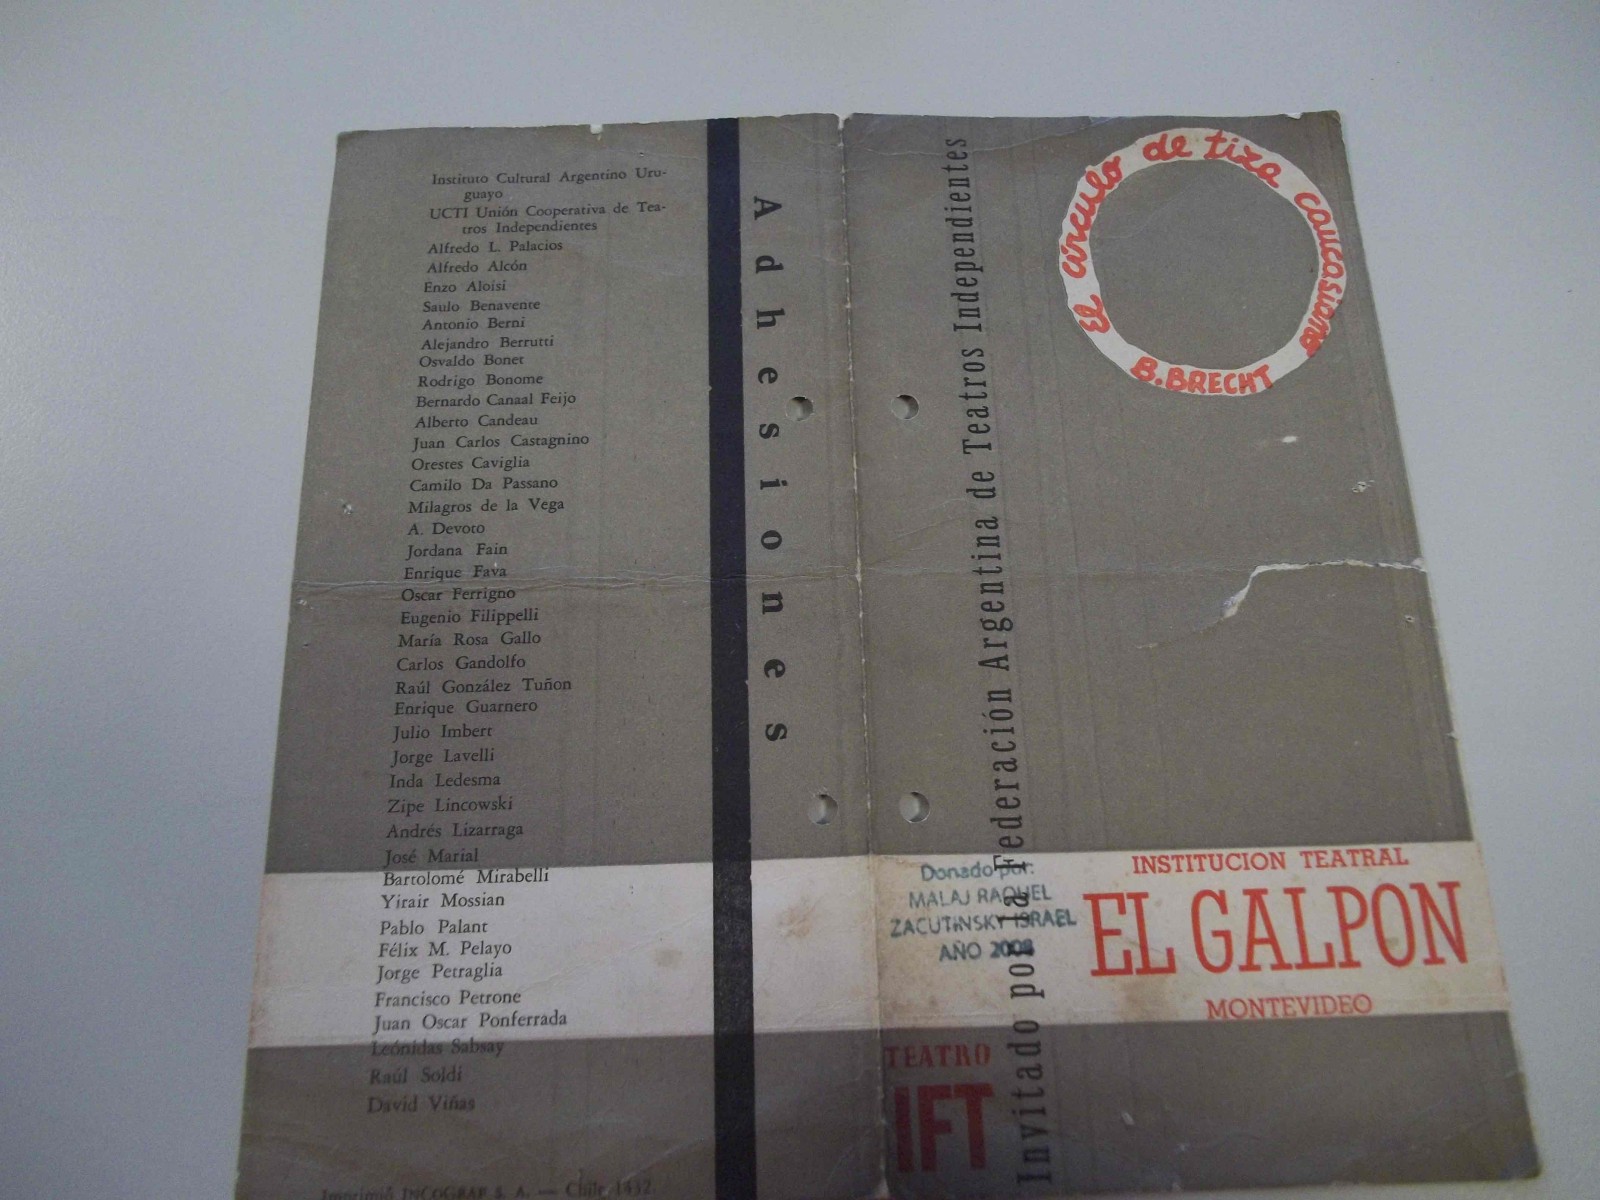 Instituto Cultural Argentino Uru-
guayo
UCTI Unión Cooperativa de Tea-
tros Independientes
Alfredo L. Palacios
Alfredo Alcón
Enzo Aloisi
Saulo Benavente
Antonio Berni
Alejandro Berrutti
Osvaldo Bonet
Rodrigo Bonome
Bernardo Canaal Feijo
Alberto Candeau
Juan Carlos Castagnino
Orestes Caviglia
Camilo Da Passano
Milagros de la Vega
A. Devoto
Jordana Fain
Enrique Fava
Oscar Ferrigno
Eugenio Filippelli
María Rosa Gallo
Carlos Gandolfo
Raúl González Tuñon
Enrique Guarnero
Julio Imbert
Jorge Lavelli
Inda Ledesma
Zipe Lincowski
Andrés Lizarraga
José Marial
Bartolomé Mirabelli
Yirair Mossian
Pablo Palant
Félix M. Pelayo
Jorge Petraglia
Francisco Petrone
Juan Oscar Ponferrada
Leónidas Sabsay
Raúl Soldi
David Viñas
Imprimió INCOGRAF S. A. — Chile 1432
Adhesiones
Invitado por la Federación Argentina de Teatros Independientes
El círculo de tiza caucasiano
B. BRECHT
Donado por:
MALAJ RAQUEL
ZACUTINSKY ISRAEL
AÑO 2008
INSTITUCION TEATRAL
EL GALPON
MONTEVIDEO
TEATRO
IFT